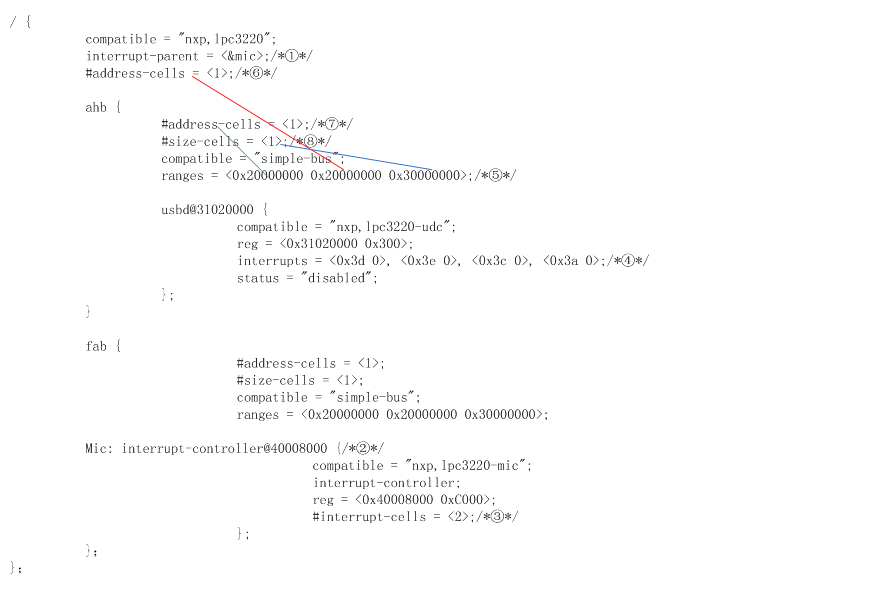 / {
compatible = "nxp,lpc3220";
interrupt-parent = <&mic>;/*①*/
#address-cells = <1>;/*⑥*/
ahb {
#address-cells = <1>;/*⑦*/
#size-cells = <1>;/*⑧*/
compatible = "simple-bus";
ranges = <0x20000000 0x20000000 0x30000000>;/*⑤*/
usbd@31020000 {
compatible = "nxp,lpc3220-udc";
reg = <0x31020000 0x300>;
interrupts = <0x3d 0>, <0x3e 0>, <0x3c 0>, <0x3a 0>;/*④*/
status = "disabled";
};
}
fab {
#address-cells = <1>;
#size-cells = <1>;
compatible = "simple-bus";
ranges = <0x20000000 0x20000000 0x30000000>;
Mic: interrupt-controller@40008000 {/*②*/
compatible = "nxp,lpc3220-mic";
interrupt-controller;
reg = <0x40008000 0xC000>;
#interrupt-cells = <2>;/*③*/
};
};
};